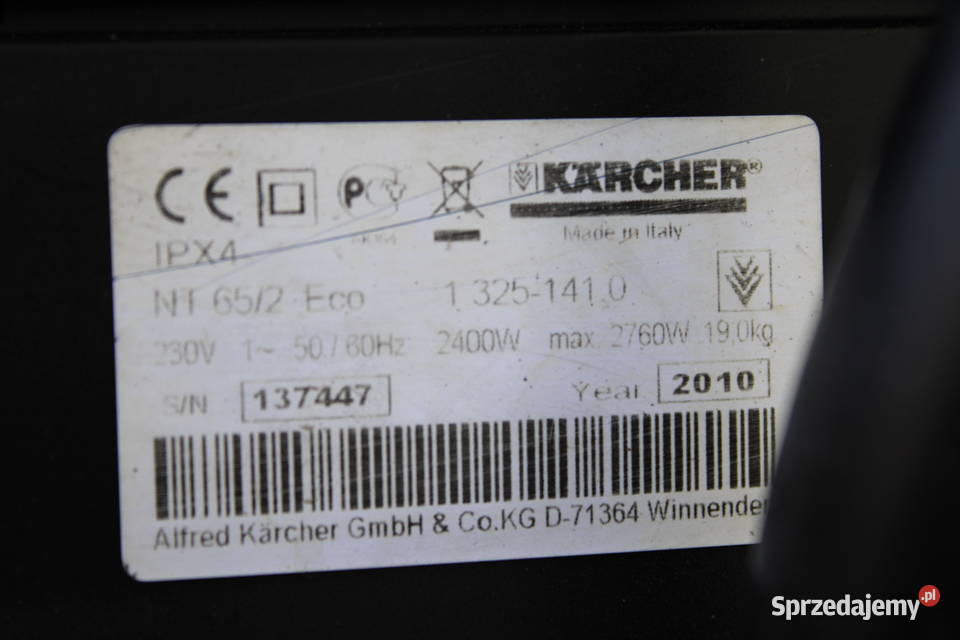 CE KÄRCHER®
Made in Italy
IPX4
NT 65/2 Eco 1.325-141.0
230V 1~ 50 / 60Hz 2400W max. 2760W 19,0kg
S/N 137447 Year 2010
Alfred Kärcher GmbH & Co.KG D-71364 Winnenden
Sprzedajemy.pl